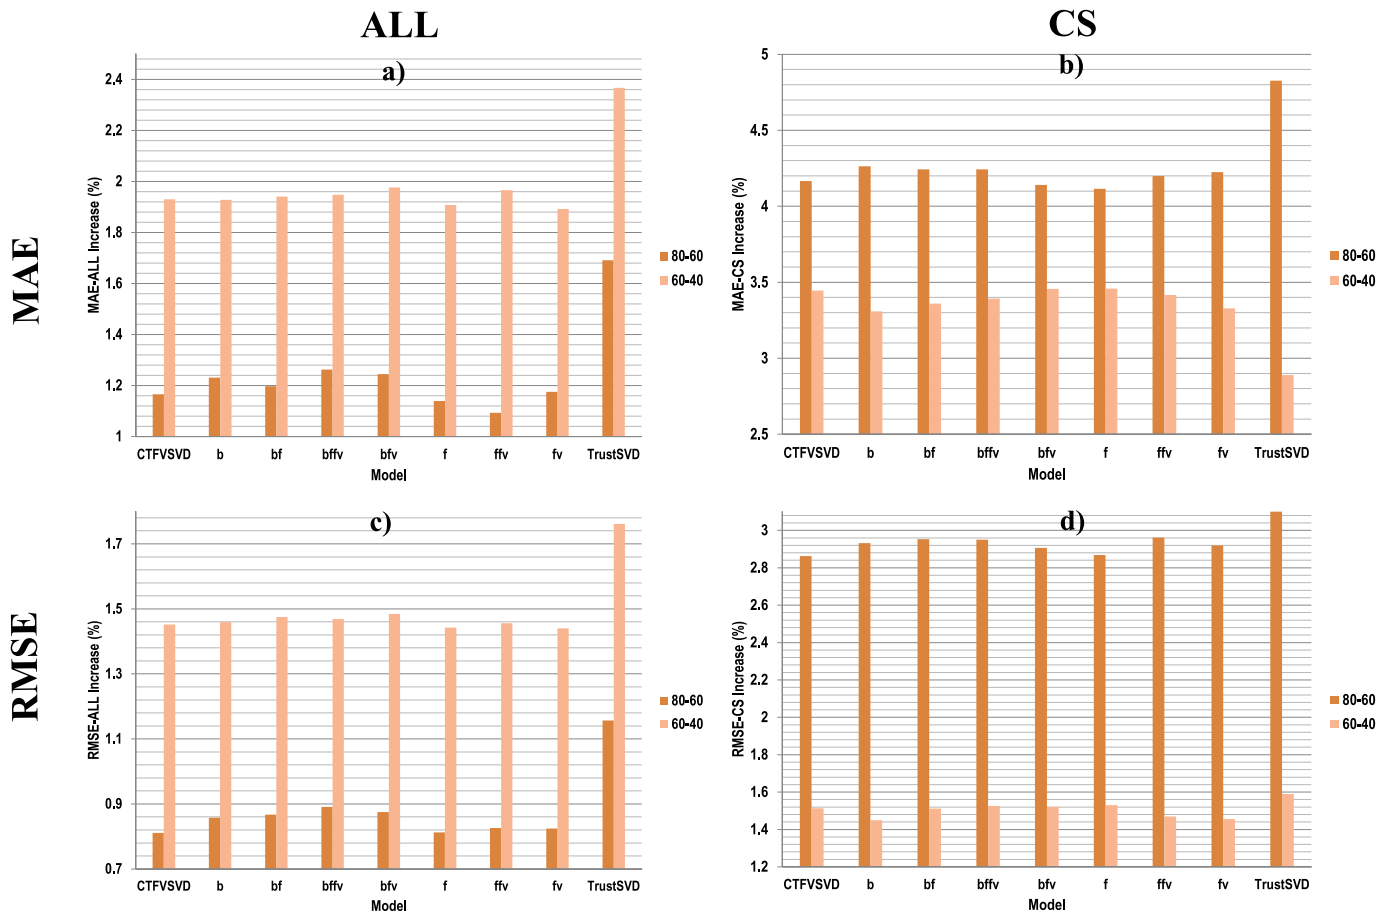 ALL
CS
MAE
RMSE
a)
MAE-ALL Increase (%)
2.4
2.2
2
1.8
1.6
1.4
1.2
1
CTFVSVD b bf bffv bfv f ffv fv TrustSVD
Model
80-60
60-40
b)
MAE-CS Increase (%)
5
4.5
4
3.5
3
2.5
CTFVSVD b bf bffv bfv f ffv fv TrustSVD
Model
80-60
60-40
c)
RMSE-ALL Increase (%)
1.7
1.5
1.3
1.1
0.9
0.7
CTFVSVD b bf bffv bfv f ffv fv TrustSVD
Model
80-60
60-40
d)
RMSE-CS Increase (%)
3
2.8
2.6
2.4
2.2
2
1.8
1.6
1.4
1.2
CTFVSVD b bf bffv bfv f ffv fv TrustSVD
Model
80-60
60-40